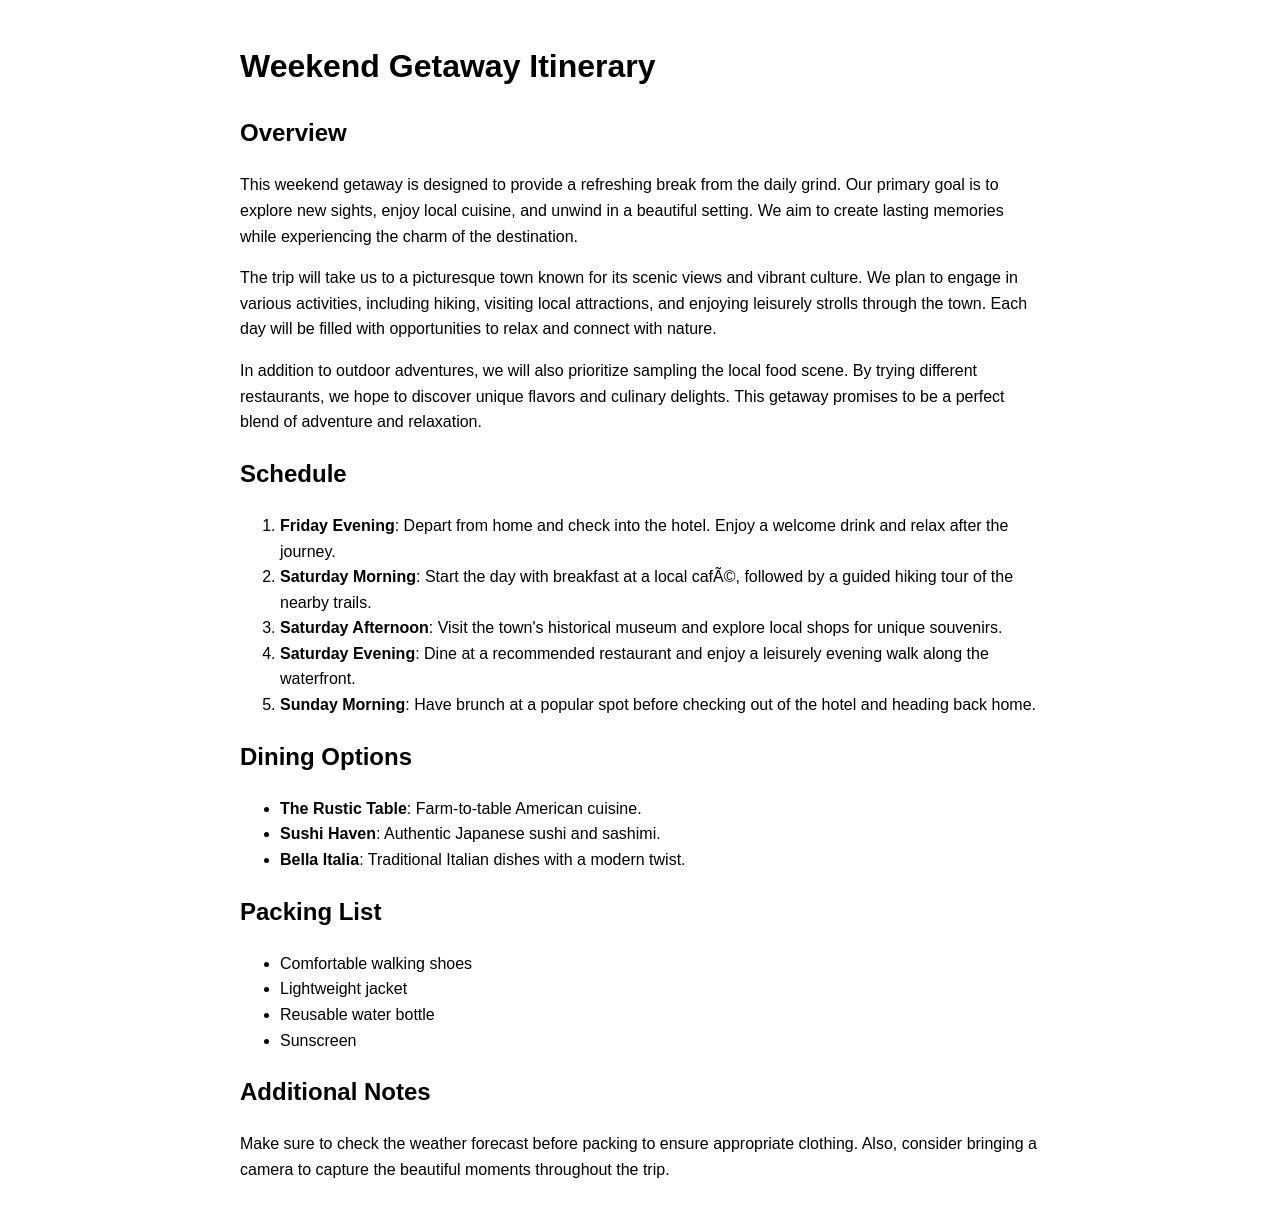 Weekend Getaway Itinerary
Overview
This weekend getaway is designed to provide a refreshing break from the daily grind. Our primary goal is to
explore new sights, enjoy local cuisine, and unwind in a beautiful setting. We aim to create lasting memories
while experiencing the charm of the destination.
The trip will take us to a picturesque town known for its scenic views and vibrant culture. We plan to engage in
various activities, including hiking, visiting local attractions, and enjoying leisurely strolls through the town. Each
day will be filled with opportunities to relax and connect with nature.
In addition to outdoor adventures, we will also prioritize sampling the local food scene. By trying different
restaurants, we hope to discover unique flavors and culinary delights. This getaway promises to be a perfect
blend of adventure and relaxation.
Schedule
1. Friday Evening: Depart from home and check into the hotel. Enjoy a welcome drink and relax after the
journey.
2. Saturday Morning: Start the day with breakfast at a local cafÃ©, followed by a guided hiking tour of the
nearby trails.
3. Saturday Afternoon: Visit the town's historical museum and explore local shops for unique souvenirs.
4. Saturday Evening: Dine at a recommended restaurant and enjoy a leisurely evening walk along the
waterfront.
5. Sunday Morning: Have brunch at a popular spot before checking out of the hotel and heading back home.
Dining Options
• The Rustic Table: Farm-to-table American cuisine.
• Sushi Haven: Authentic Japanese sushi and sashimi.
• Bella Italia: Traditional Italian dishes with a modern twist.
Packing List
• Comfortable walking shoes
• Lightweight jacket
• Reusable water bottle
• Sunscreen
Additional Notes
Make sure to check the weather forecast before packing to ensure appropriate clothing. Also, consider bringing a
camera to capture the beautiful moments throughout the trip.